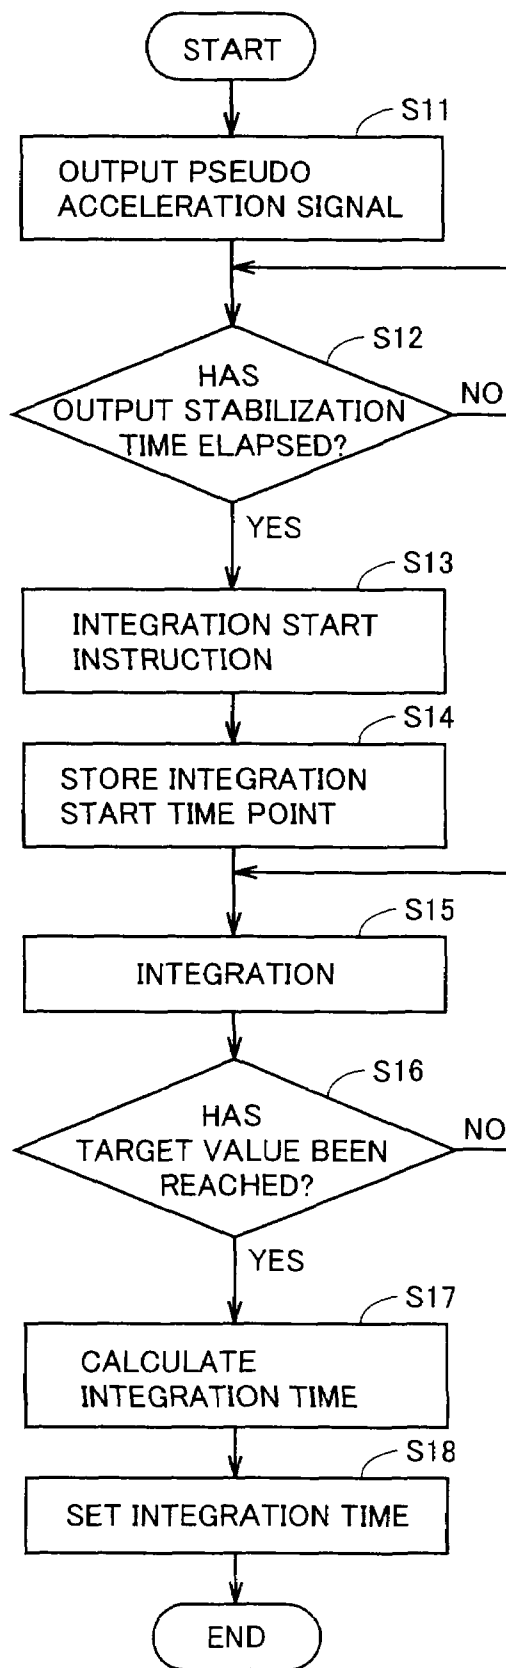 START
S11
OUTPUT PSEUDO
ACCELERATION SIGNAL
S12
HAS
OUTPUT STABILIZATION
TIME ELAPSED?
NO
YES
S13
INTEGRATION START
INSTRUCTION
S14
STORE INTEGRATION
START TIME POINT
S15
INTEGRATION
S16
HAS
TARGET VALUE BEEN
REACHED?
NO
YES
S17
CALCULATE
INTEGRATION TIME
S18
SET INTEGRATION TIME
END